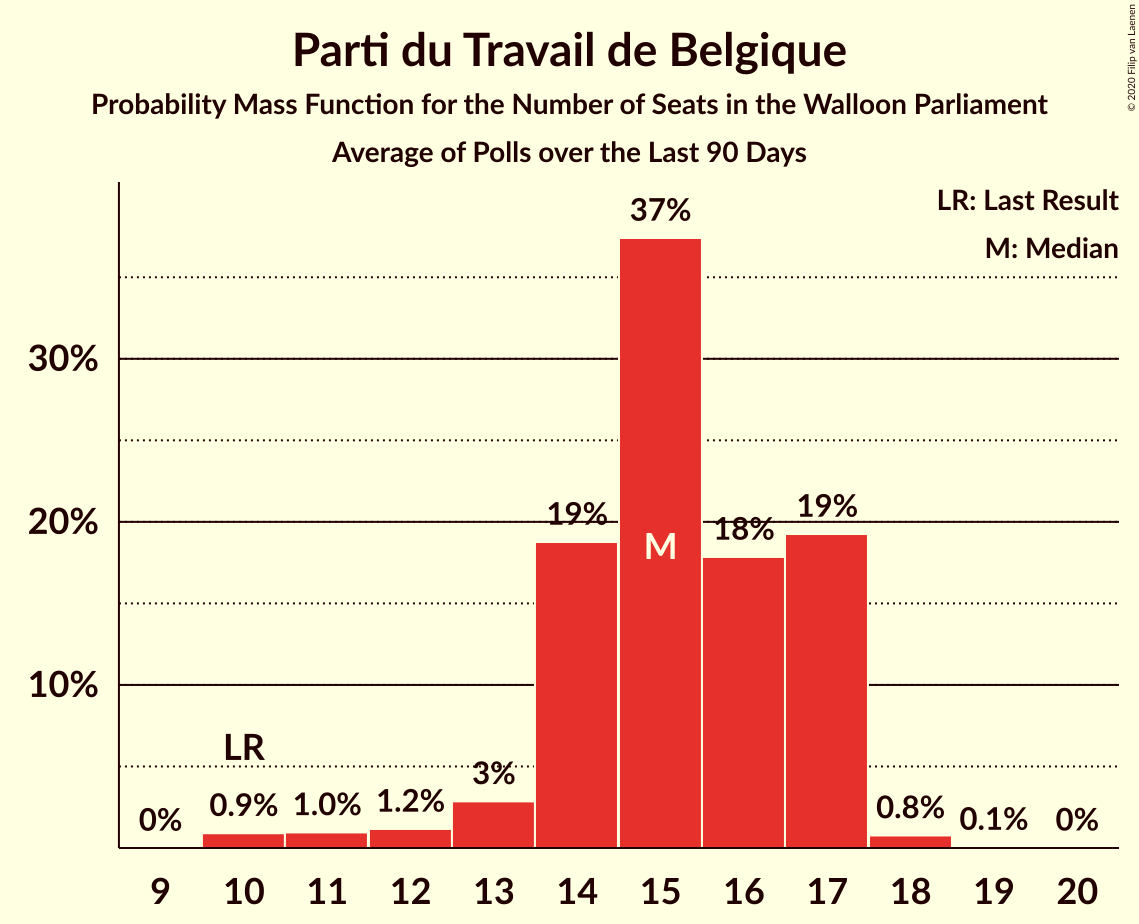 Parti du Travail de Belgique
Probability Mass Function for the Number of Seats in the Walloon Parliament
Average of Polls over the Last 90 Days
© 2020 Filip van Laenen
LR: Last Result
M: Median
37%
30%
20%
19%
18%
19%
M
10%
LR
0%
0.9%
1.0%
1.2%
3%
0.8%
0.1%
0%
9 10 11 12 13 14 15 16 17 18 19 20